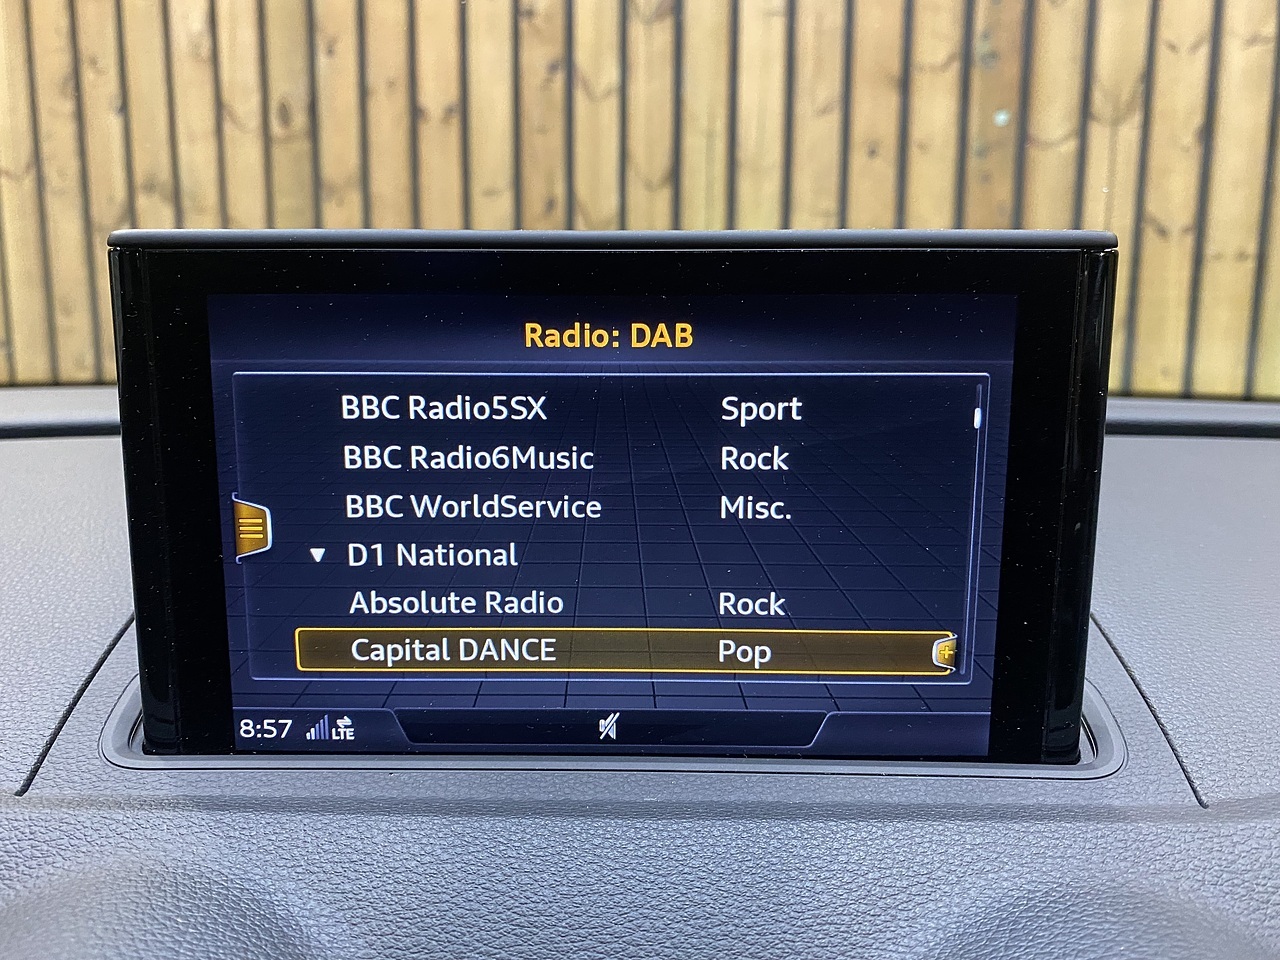 Radio: DAB
BBC Radio5SX Sport
BBC Radio6Music Rock
BBC WorldService Misc.
D1 National
Absolute Radio Rock
Capital DANCE Pop
8:57 LTE